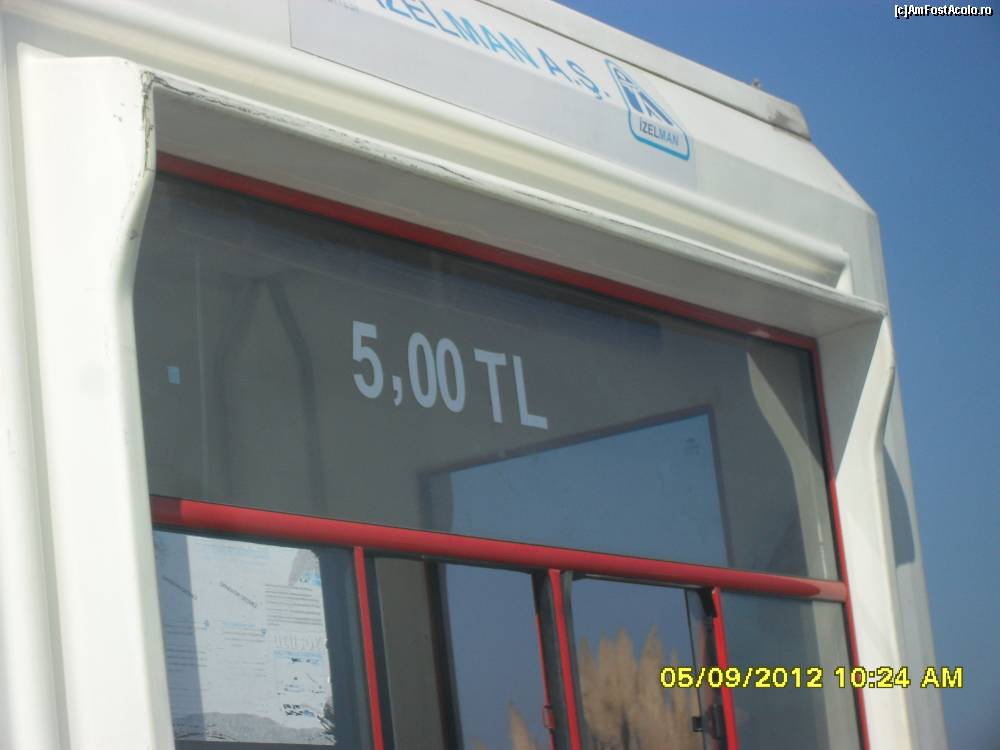 [c]AmFostAcolo.ro
İZELMAN A.Ş.
İZELMAN
5,00 TL
05/09/2012 10:24 AM